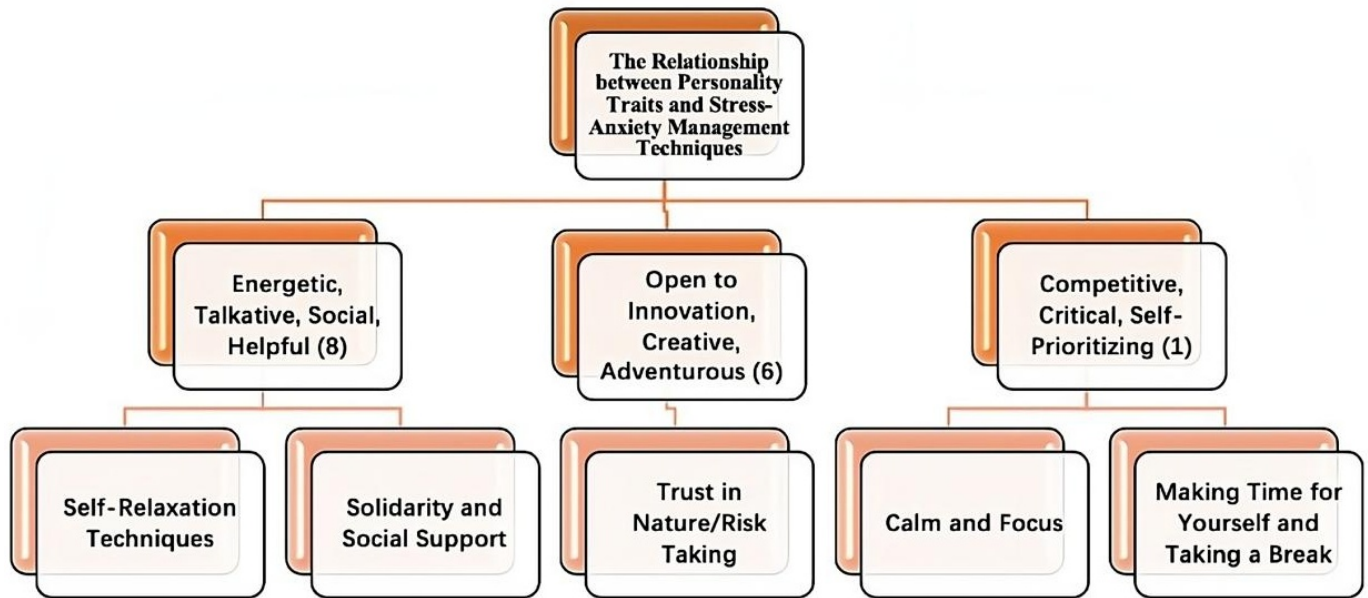 The Relationship
between Personality
Traits and Stress-
Anxiety Management
Techniques
Energetic,
Talkative, Social,
Helpful (8)
Open to
Innovation,
Creative,
Adventurous (6)
Competitive,
Critical, Self-
Prioritizing (1)
Self-Relaxation
Techniques
Solidarity and
Social Support
Trust in
Nature/Risk
Taking
Calm and Focus
Making Time for
Yourself and
Taking a Break